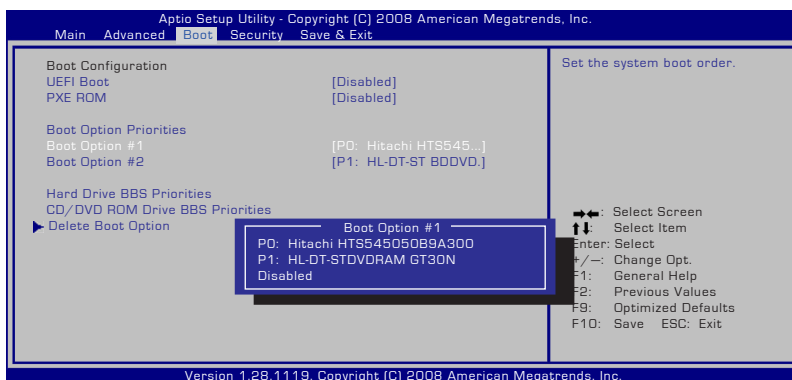 Aptio Setup Utility - Copyright (C) 2008 American Megatrends, Inc.
Main Advanced Boot Security Save & Exit
Boot Configuration
UEFI Boot [Disabled]
PXE ROM [Disabled]
Boot Option Priorities
Boot Option #1 [P0: Hitachi HTS545...]
Boot Option #2 [P1: HL-DT-ST BDDVD.]
Hard Drive BBS Priorities
CD/DVD ROM Drive BBS Priorities
Delete Boot Option
Boot Option #1
P0: Hitachi HTS545050B9A300
P1: HL-DT-STDVDRAM GT30N
Disabled
Set the system boot order.
→←: Select Screen
↑↓: Select Item
Enter: Select
+/—: Change Opt.
F1: General Help
F2: Previous Values
F9: Optimized Defaults
F10: Save ESC: Exit
Version 1.28.1119. Copyright (C) 2008 American Megatrends, Inc.